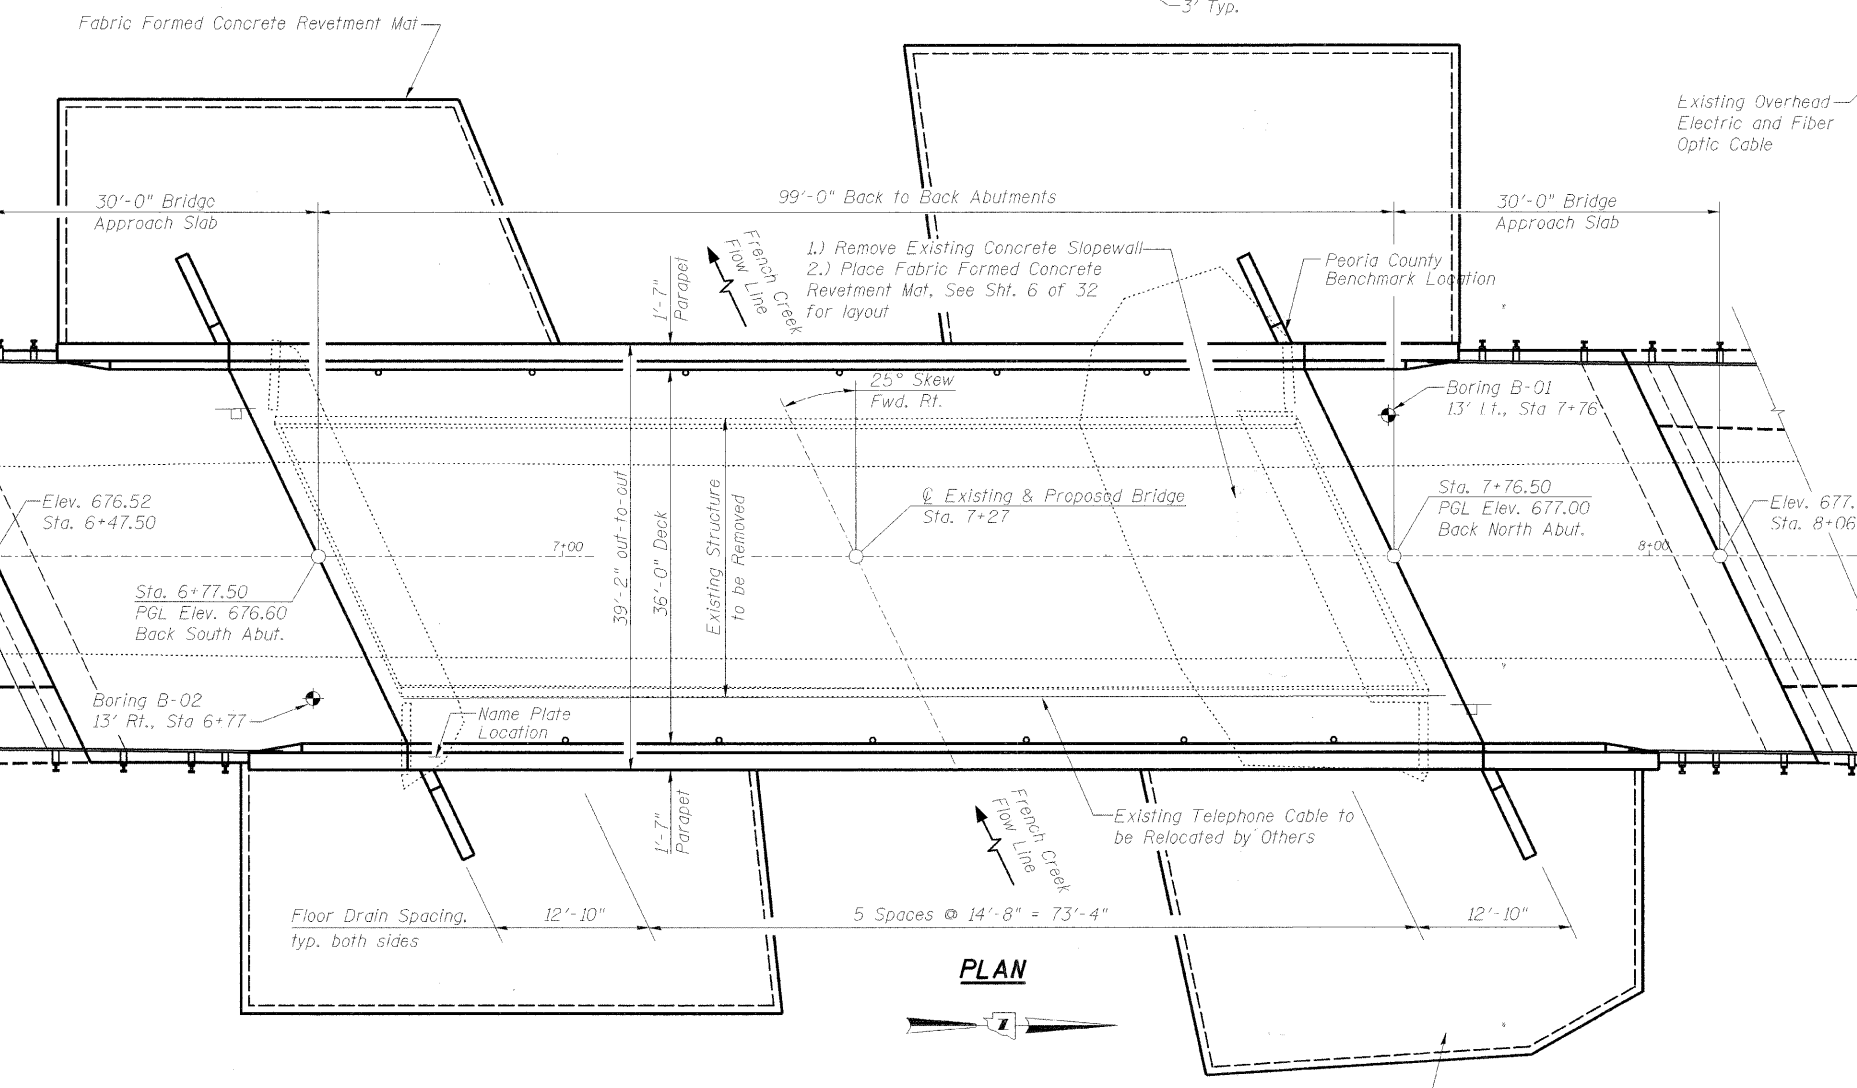 Fabric Formed Concrete Revetment Mat
3' Typ.
Existing Overhead
Electric and Fiber
Optic Cable
30'-0" Bridge
Approach Slab
99'-0" Back to Back Abutments
30'-0" Bridge
Approach Slab
1'-7"
Parapet
French Creek
Flow Line
1.) Remove Existing Concrete Slopewall
2.) Place Fabric Formed Concrete
Revetment Mat, See Sht. 6 of 32
for layout
Peoria County
Benchmark Location
25° Skew
Fwd. Rt.
Boring B-01
13' Lt., Sta 7+76
Elev. 676.52
Sta. 6+47.50
39'-2" out-to-out
36'-0" Deck
Existing Structure
to be Removed
℄ Existing & Proposed Bridge
Sta. 7+27
Sta. 7+76.50
PGL Elev. 677.00
Back North Abut.
Elev. 677.
Sta. 8+06
7+00
8+00
Sta. 6+77.50
PGL Elev. 676.60
Back South Abut.
Boring B-02
13' Rt., Sta 6+77
Name Plate
Location
1'-7"
Parapet
French Creek
Flow Line
Existing Telephone Cable to
be Relocated by Others
Floor Drain Spacing,
typ. both sides
12'-10"
5 Spaces @ 14'-8" = 73'-4"
12'-10"
PLAN
Z